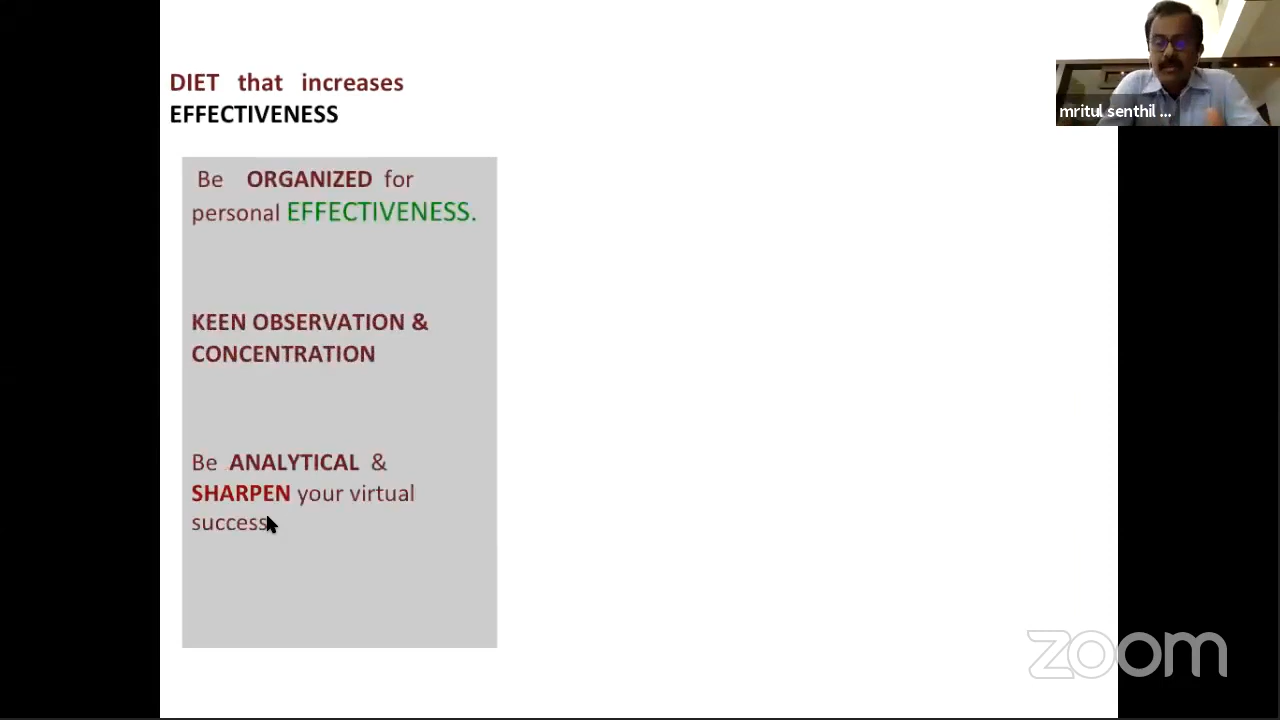 DIET that increases
EFFECTIVENESS
Be ORGANIZED for
personal EFFECTIVENESS.
KEEN OBSERVATION &
CONCENTRATION
Be ANALYTICAL &
SHARPEN your virtual
success
mritul senthil ...
zoom